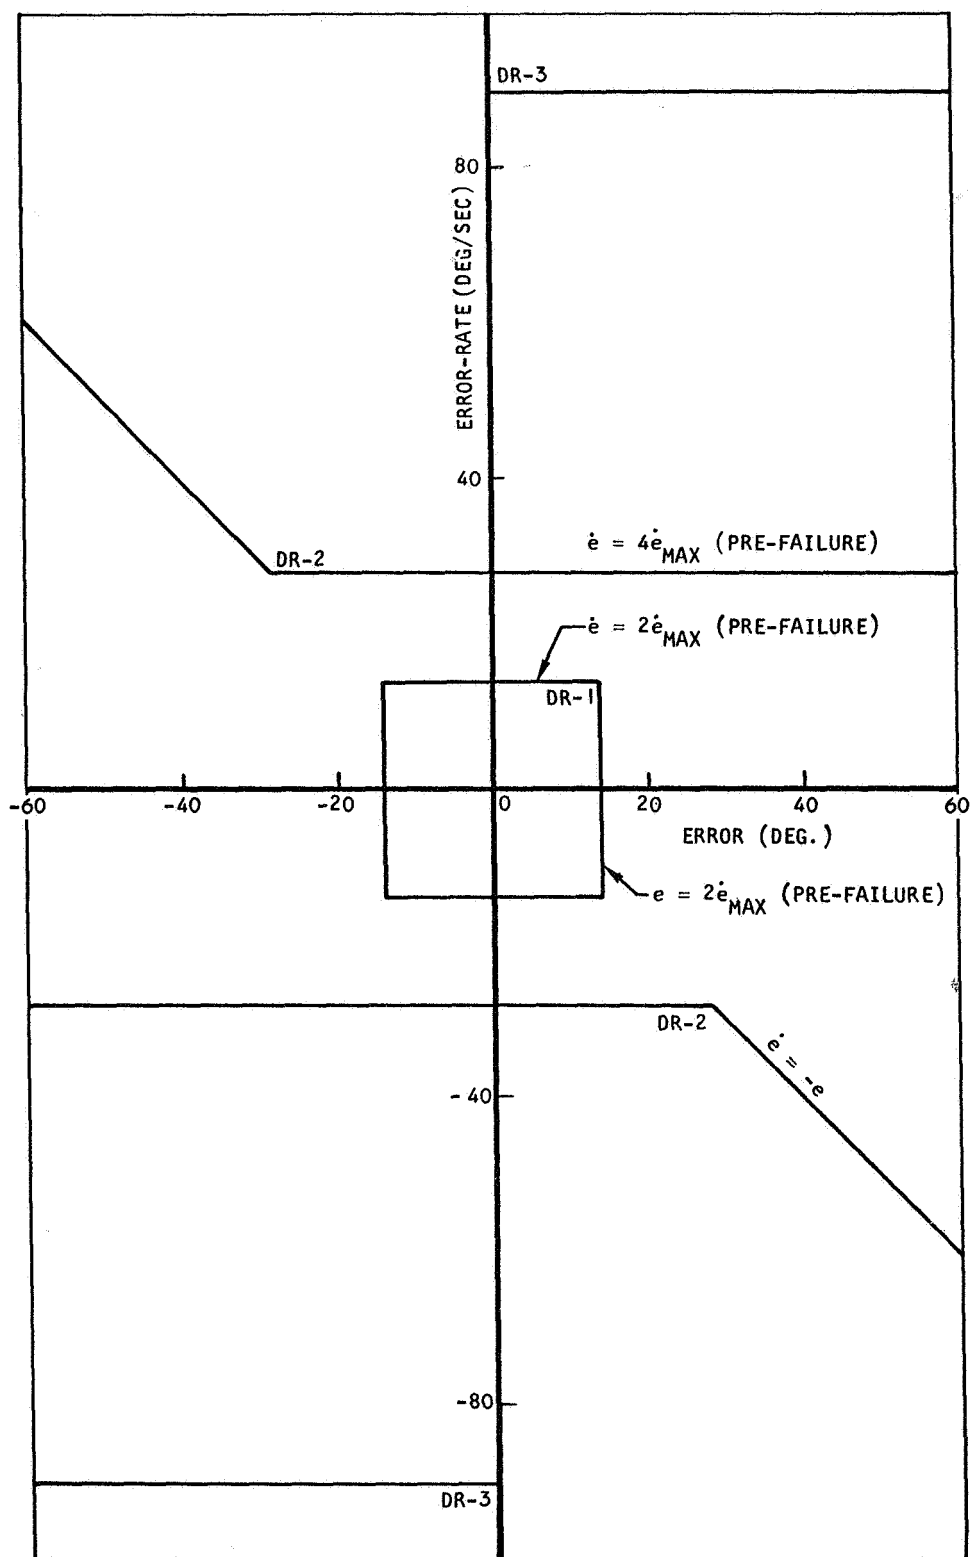 DR-3
80
ERROR-RATE (DEG/SEC)
40
ė = 4ė MAX (PRE-FAILURE)
DR-2
ė = 2ė MAX (PRE-FAILURE)
DR-1
-60 -40 -20 0 20 40 60
ERROR (DEG.)
e = 2ė MAX (PRE-FAILURE)
DR-2
ė = -e
-40
-80
DR-3